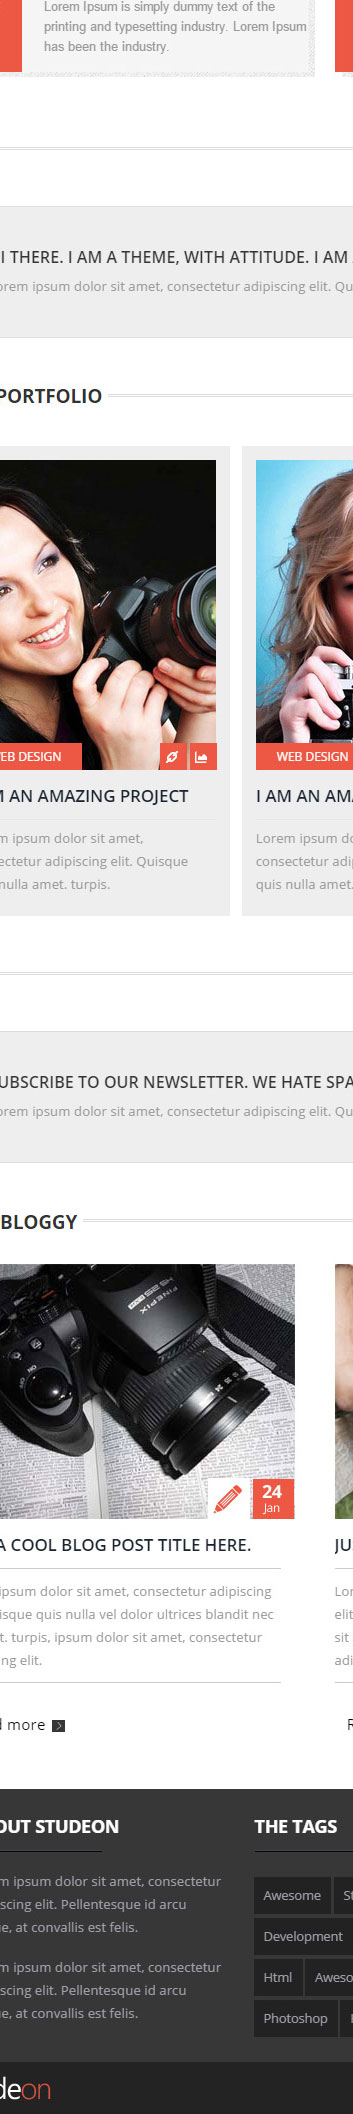 Lorem Ipsum is simply dummy text of the
printing and typesetting industry. Lorem Ipsum
has been the industry.
I THERE. I AM A THEME, WITH ATTITUDE. I AM
orem ipsum dolor sit amet, consectetur adipiscing elit. Qu
PORTFOLIO
EB DESIGN
M AN AMAZING PROJECT
m ipsum dolor sit amet,
ectetur adipiscing elit. Quisque
nulla amet. turpis.
WEB DESIGN
I AM AN AM
Lorem ipsum do
consectetur adi
quis nulla amet.
UBSCRIBE TO OUR NEWSLETTER. WE HATE SPA
orem ipsum dolor sit amet, consectetur adipiscing elit. Qu
BLOGGY
FINEPIX
24
Jan
A COOL BLOG POST TITLE HERE.
ipsum dolor sit amet, consectetur adipiscing
isque quis nulla vel dolor ultrices blandit nec
t. turpis, ipsum dolor sit amet, consectetur
ng elit.
d more
JU
Lor
elit
sit
adi
R
OUT STUDEON
m ipsum dolor sit amet, consectetur
scing elit. Pellentesque id arcu
e, at convallis est felis.
m ipsum dolor sit amet, consectetur
scing elit. Pellentesque id arcu
e, at convallis est felis.
THE TAGS
Awesome St
Development
Html Aweso
Photoshop
deon